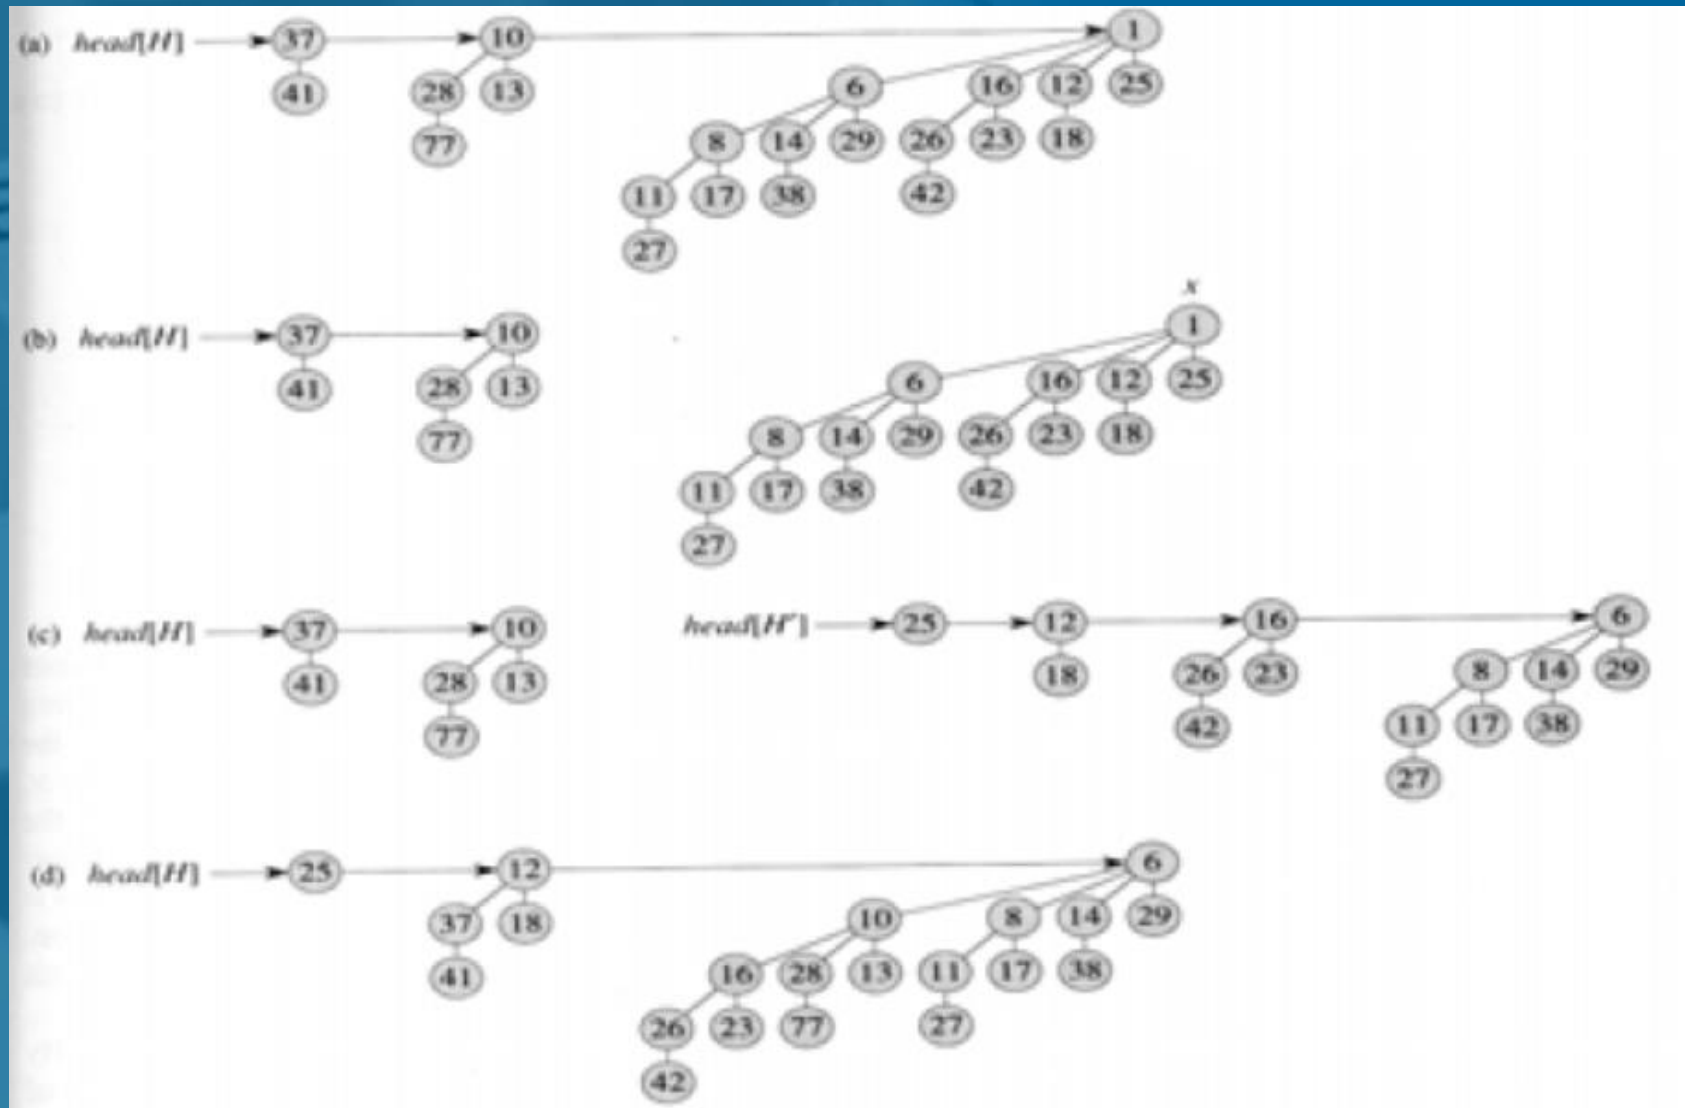 (a) head[H] 37 10 1
41 28 13 6 16 12 25
77 8 14 29 26 23 18
11 17 38 42
27
x
(b) head[H] 37 10 1
41 28 13 6 16 12 25
77 8 14 29 26 23 18
11 17 38 42
27
(c) head[H] 37 10 head[H'] 25 12 16 6
41 28 13 18 26 23 8 14 29
77 42 11 17 38
27
(d) head[H] 25 12 6
37 18 10 8 14 29
41 16 28 13 11 17 38
26 23 77 27
42